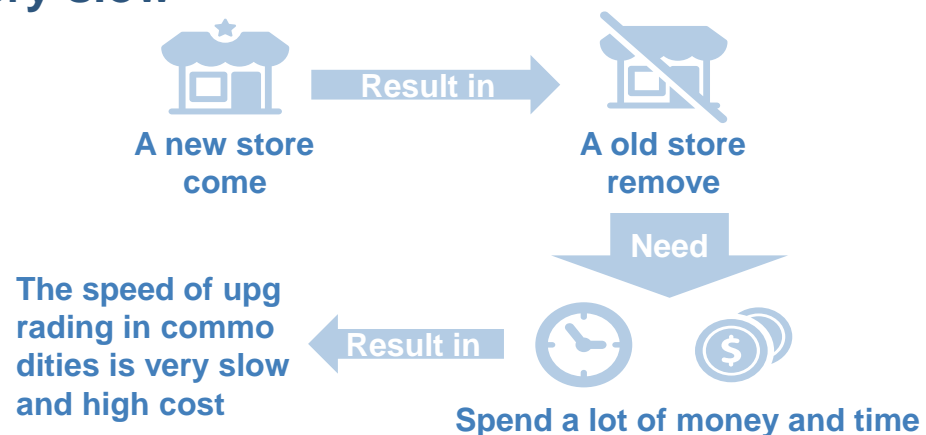 Slow
Result in
A new store
come
A old store
remove
Need
The speed of upg
rading in commo
dities is very slow
and high cost
Result in
$
Spend a lot of money and time